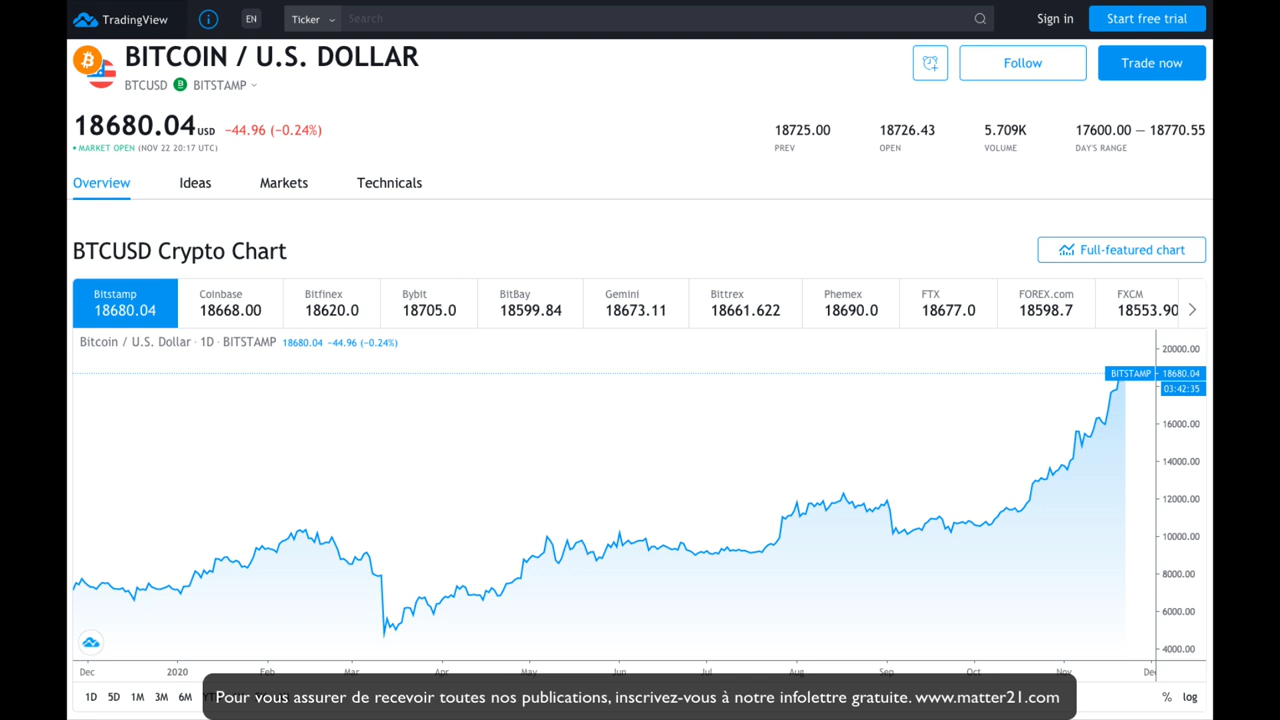 TradingView
i
EN
Ticker
Search
Sign in
Start free trial
BITCOIN / U.S. DOLLAR
BTCUSD B BITSTAMP
Follow
Trade now
18680.04 USD −44.96 (−0.24%)
MARKET OPEN (NOV 22 20:17 UTC)
18725.00 18726.43 5.709K 17600.00 — 18770.55
PREV OPEN VOLUME DAY'S RANGE
Overview Ideas Markets Technicals
BTCUSD Crypto Chart
Full-featured chart
Bitstamp Coinbase Bitfinex Bybit BitBay Gemini Bittrex Phemex FTX FOREX.com FXCM
18680.04 18668.00 18620.0 18705.0 18599.84 18673.11 18661.622 18690.0 18677.0 18598.7 18553.90
Bitcoin / U.S. Dollar · 1D · BITSTAMP 18680.04 −44.96 (−0.24%)
20000.00
BITSTAMP 18680.04
03:42:35
16000.00
14000.00
12000.00
10000.00
8000.00
6000.00
4000.00
Dec 2020 Feb Mar Apr May Jun Jul Aug Sep Oct Nov De
1D 5D 1M 3M 6M
% log
Pour vous assurer de recevoir toutes nos publications, inscrivez-vous à notre infolettre gratuite. www.matter21.com